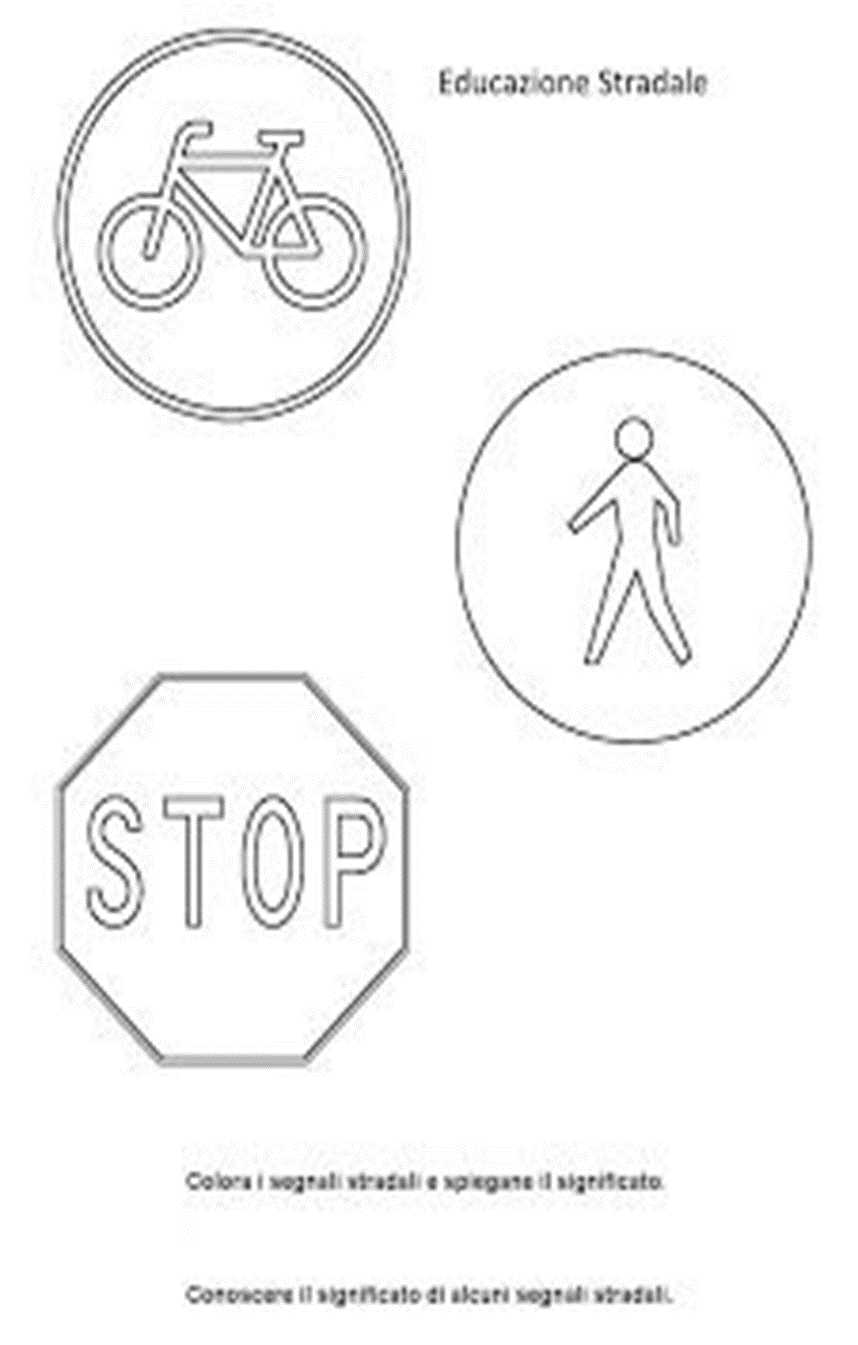 Educazione Stradale
STOP
Colora i segnali stradali e spiegane il significato.
Conoscere il significato di alcuni segnali stradali.